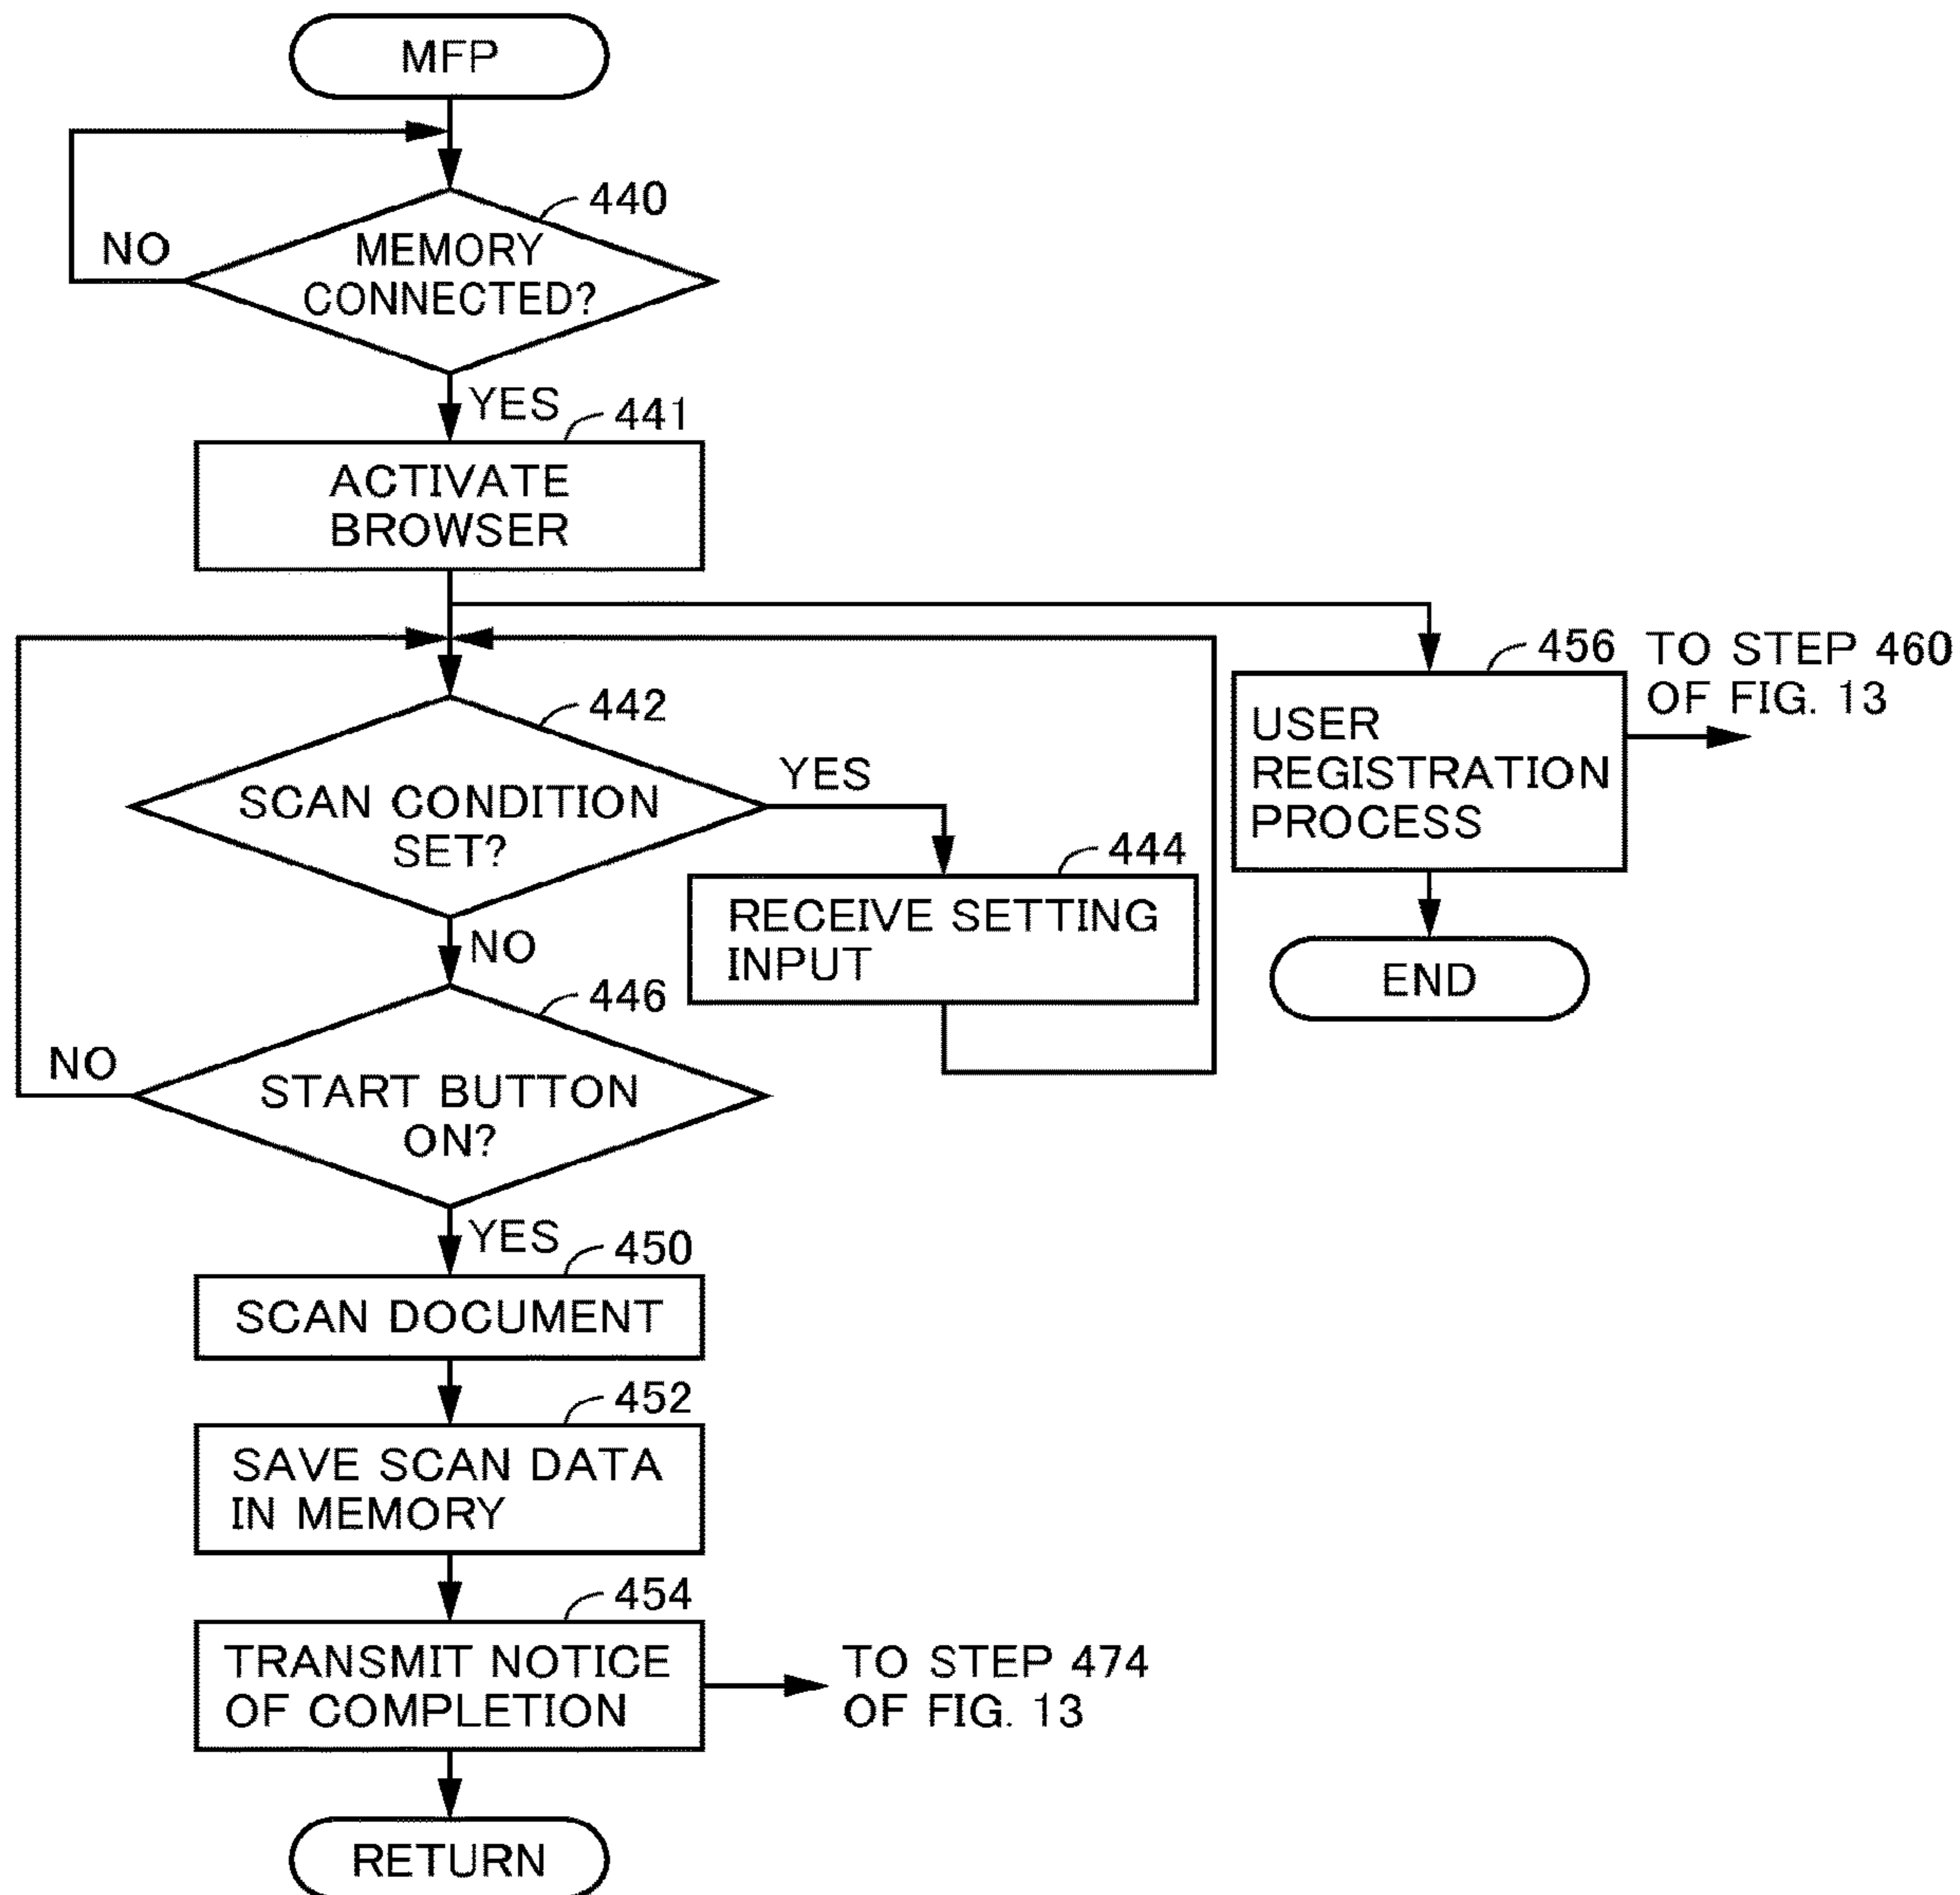 MFP
440
MEMORY
CONNECTED?
NO
YES
441
ACTIVATE
BROWSER
442
SCAN CONDITION
SET?
YES
444
RECEIVE SETTING
INPUT
NO
446
START BUTTON
ON?
NO
YES
450
SCAN DOCUMENT
452
SAVE SCAN DATA
IN MEMORY
454
TRANSMIT NOTICE
OF COMPLETION
TO STEP 474
OF FIG. 13
RETURN
456
USER
REGISTRATION
PROCESS
TO STEP 460
OF FIG. 13
END